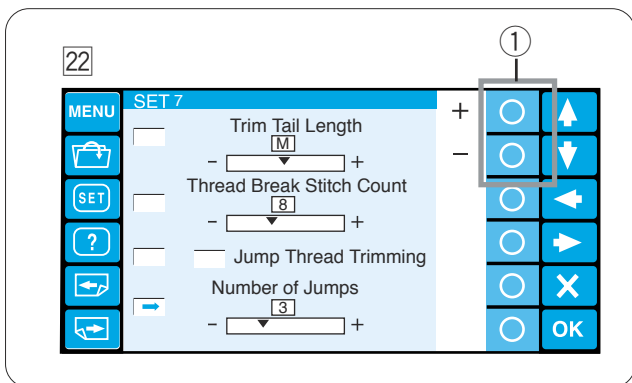 22
1
MENU
SET 7
+
Trim Tail Length
M
- +
-
Thread Break Stitch Count
SET
8
- +
?
Jump Thread Trimming
Number of Jumps
X
3
- +
OK